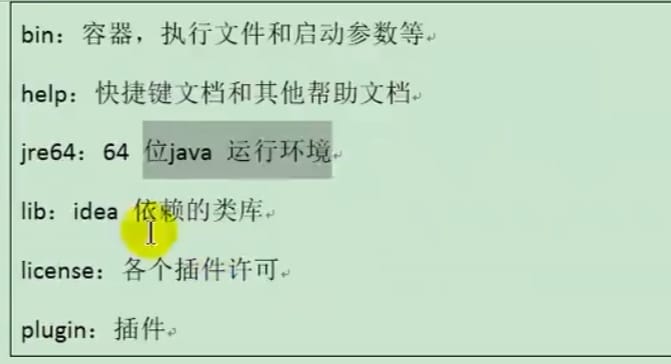 bin：容器，执行文件和启动参数等
help：快捷键文档和其他帮助文档
jre64：64 位java 运行环境
lib：idea 依赖的类库
license：各个插件许可
plugin：插件